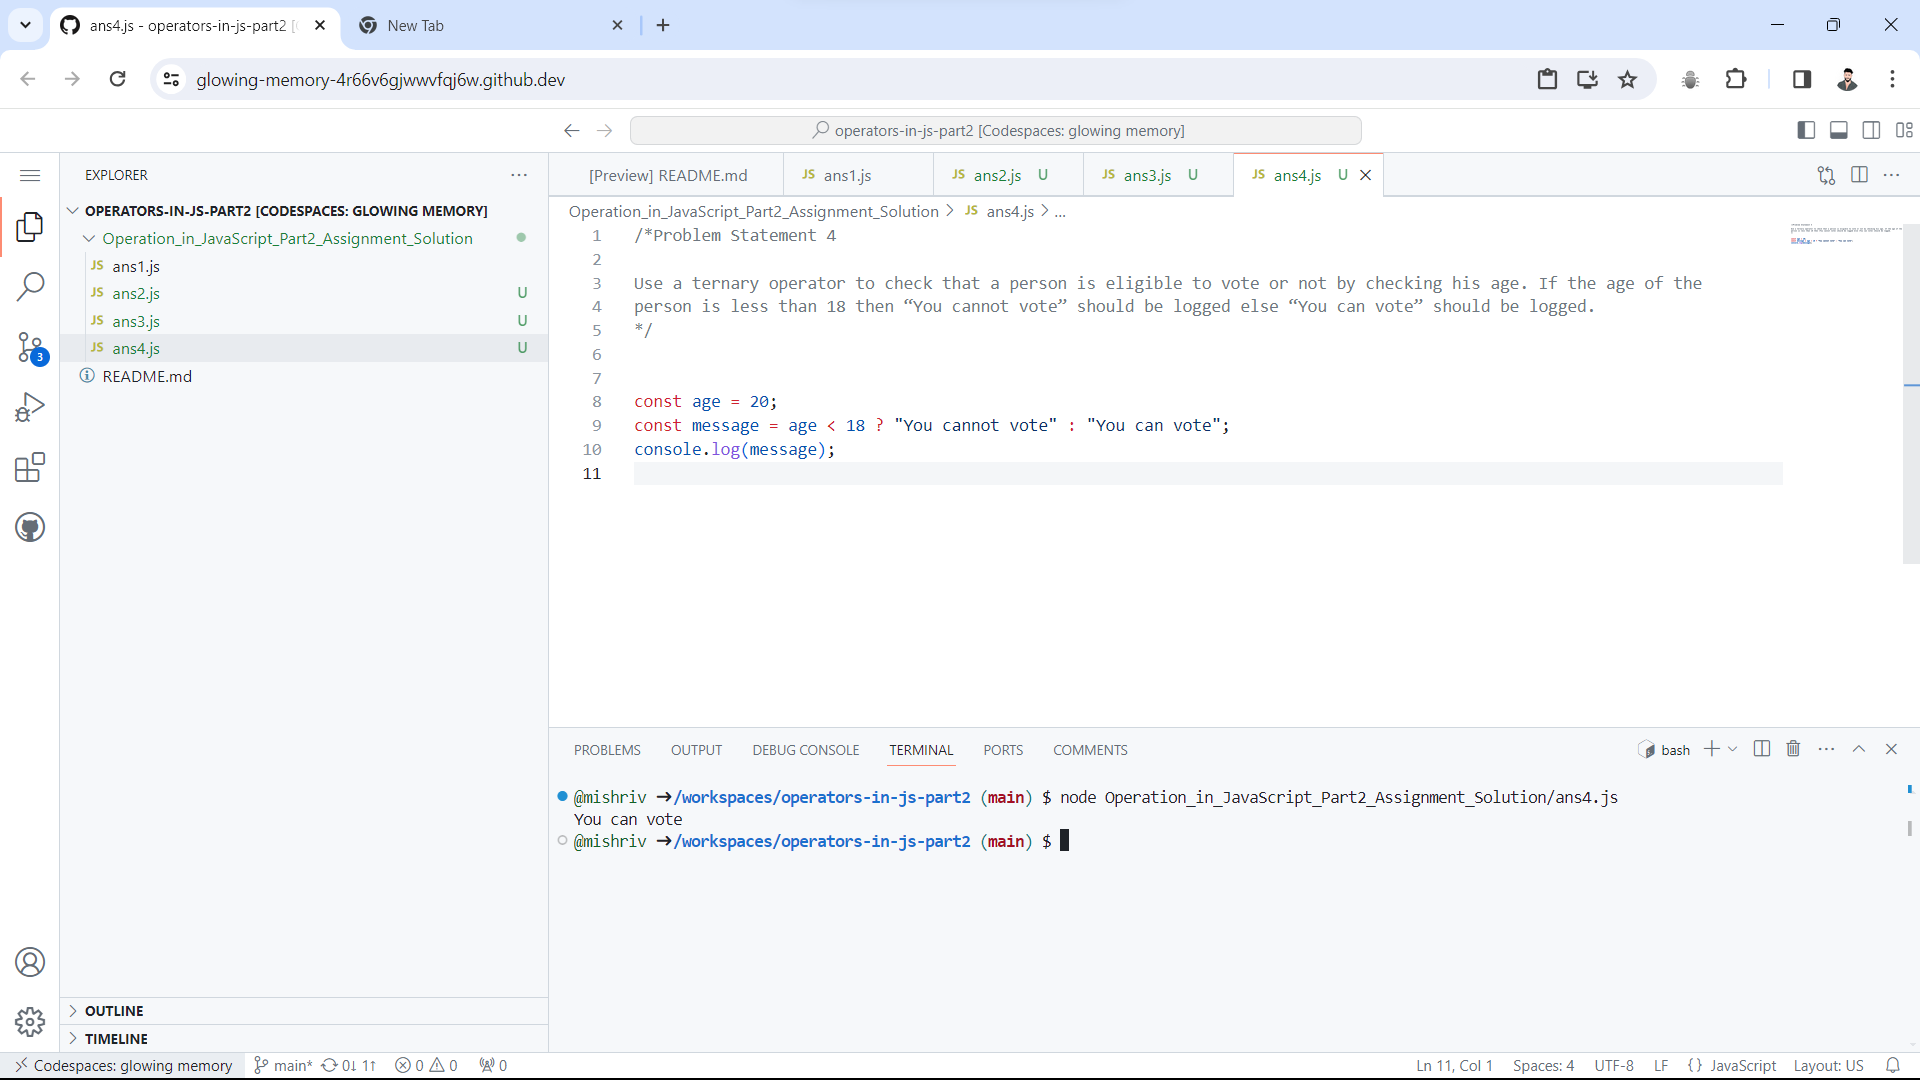 ans4.js - operators-in-js-part2 [
New Tab
glowing-memory-4r66v6gjwwvfqj6w.github.dev
operators-in-js-part2 [Codespaces: glowing memory]
EXPLORER
OPERATORS-IN-JS-PART2 [CODESPACES: GLOWING MEMORY]
Operation_in_JavaScript_Part2_Assignment_Solution
JS ans1.js
JS ans2.js U
JS ans3.js U
JS ans4.js U
README.md
3
OUTLINE
TIMELINE
[Preview] README.md
JS ans1.js
JS ans2.js U
JS ans3.js U
JS ans4.js U
Operation_in_JavaScript_Part2_Assignment_Solution > JS ans4.js > ...
1 /*Problem Statement 4
2
3 Use a ternary operator to check that a person is eligible to vote or not by checking his age. If the age of the
4 person is less than 18 then “You cannot vote” should be logged else “You can vote” should be logged.
5 */
6
7
8 const age = 20;
9 const message = age < 18 ? "You cannot vote" : "You can vote";
10 console.log(message);
11
PROBLEMS OUTPUT DEBUG CONSOLE TERMINAL PORTS COMMENTS
bash
@mishriv ➜/workspaces/operators-in-js-part2 (main) $ node Operation_in_JavaScript_Part2_Assignment_Solution/ans4.js
You can vote
@mishriv ➜/workspaces/operators-in-js-part2 (main) $
Codespaces: glowing memory main* 0↓ 1↑ 0 0 0
Ln 11, Col 1 Spaces: 4 UTF-8 LF {} JavaScript Layout: US